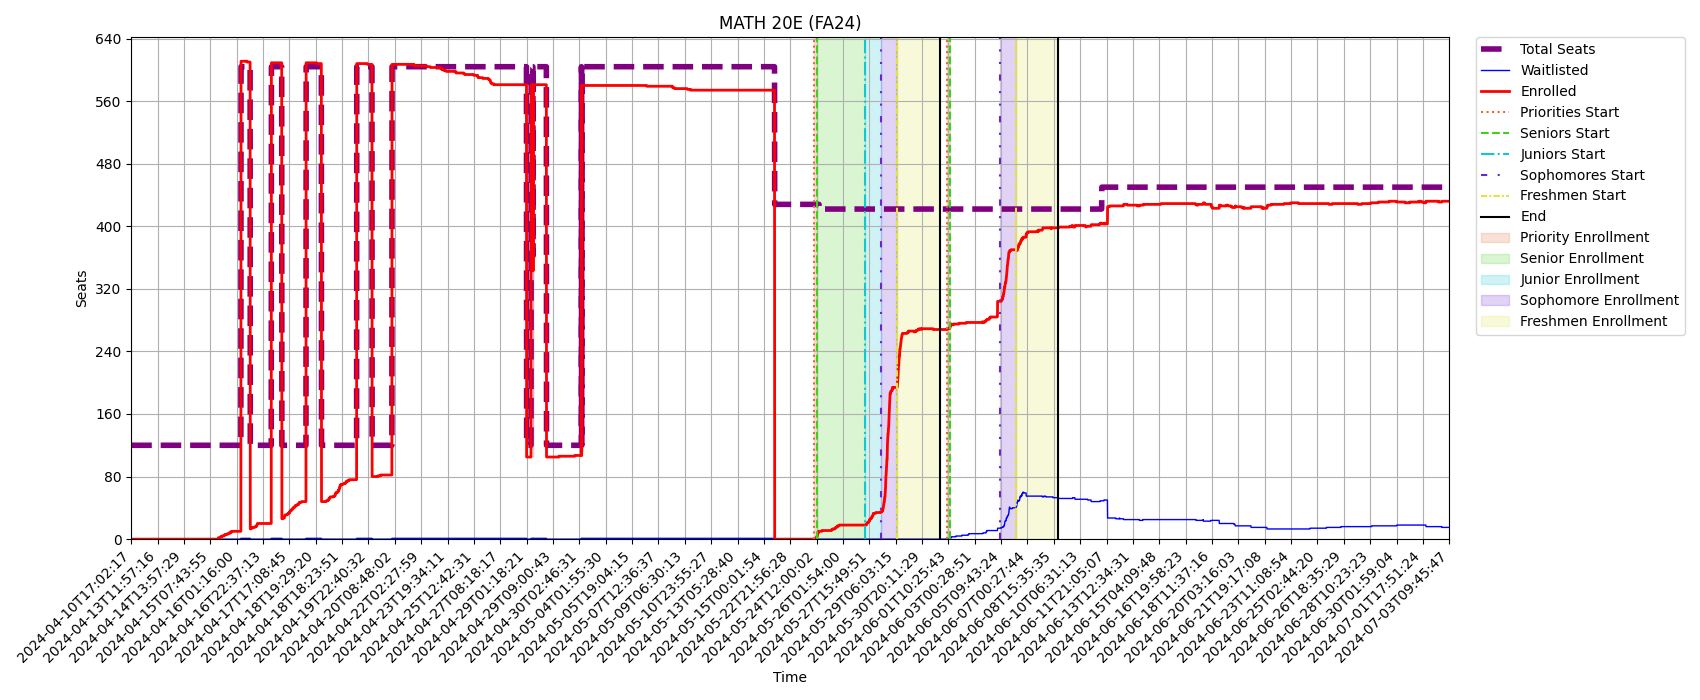 MATH 20E (FA24)
Seats
640
560
480
400
320
240
160
80
0
2024-04-10T17:02:17
2024-04-13T11:57:16
2024-04-14T13:57:29
2024-04-15T07:43:55
2024-04-16T01:16:00
2024-04-16T22:37:13
2024-04-17T17:08:45
2024-04-18T19:29:20
2024-04-18T18:23:51
2024-04-19T22:40:32
2024-04-20T08:48:02
2024-04-22T02:27:59
2024-04-23T19:34:11
2024-04-25T12:42:31
2024-04-27T08:18:17
2024-04-29T01:18:21
2024-04-29T09:00:43
2024-04-30T02:46:31
2024-05-04T01:55:30
2024-05-05T19:04:15
2024-05-07T12:36:37
2024-05-09T06:30:13
2024-05-10T23:55:27
2024-05-13T05:28:40
2024-05-15T00:01:54
2024-05-22T21:56:28
2024-05-24T12:00:02
2024-05-26T01:54:00
2024-05-27T15:49:51
2024-05-29T06:03:15
2024-05-30T20:11:29
2024-06-01T10:25:43
2024-06-03T00:28:51
2024-06-05T09:43:24
2024-06-07T00:27:44
2024-06-08T15:35:35
2024-06-10T06:31:13
2024-06-11T21:05:07
2024-06-13T12:34:31
2024-06-15T04:09:48
2024-06-16T19:58:23
2024-06-18T11:37:16
2024-06-20T03:16:03
2024-06-21T19:17:08
2024-06-23T11:08:54
2024-06-25T02:44:20
2024-06-26T18:35:29
2024-06-28T10:23:23
2024-06-30T01:59:04
2024-07-01T17:51:24
2024-07-03T09:45:47
Time
Total Seats
Waitlisted
Enrolled
Priorities Start
Seniors Start
Juniors Start
Sophomores Start
Freshmen Start
End
Priority Enrollment
Senior Enrollment
Junior Enrollment
Sophomore Enrollment
Freshmen Enrollment